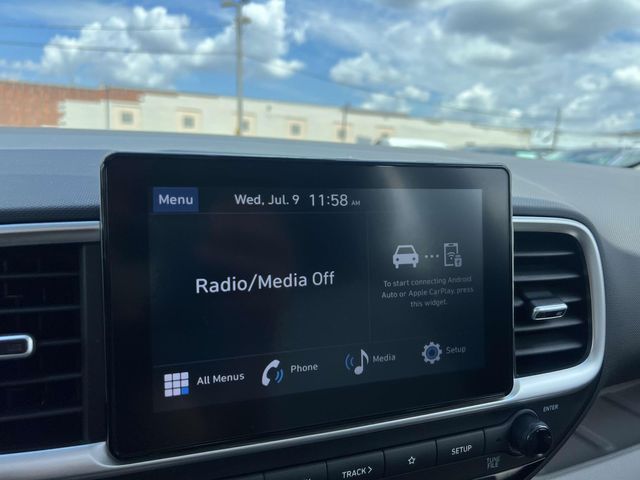 Menu
Wed, Jul. 9 11:58 AM
Radio/Media Off
To start connecting Android
Auto or Apple CarPlay, press
this widget.
All Menus
Phone
Media
Setup
ENTER
TRACK >
☆
SETUP
TUNE
FILE